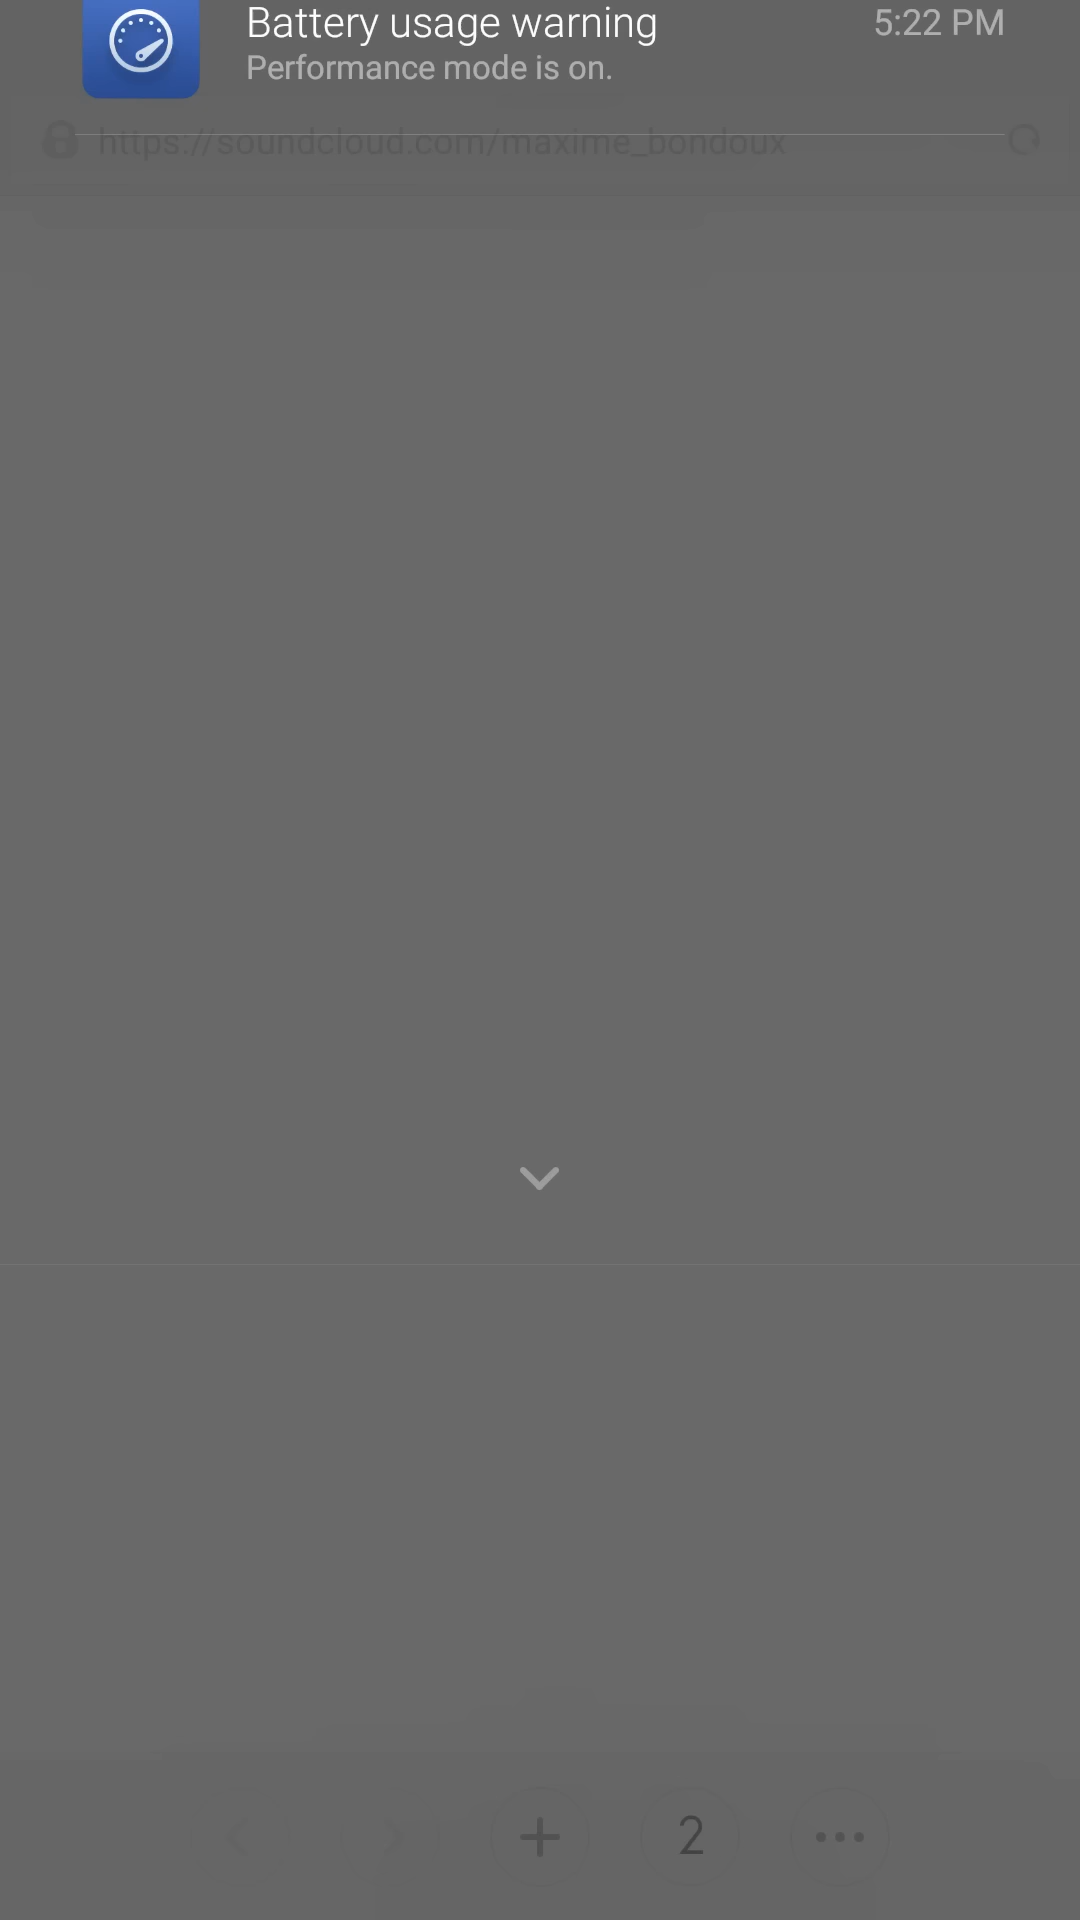 Battery usage warning
5:22 PM
Performance mode is on.
https://soundcloud.com/maxime_bondoux
2